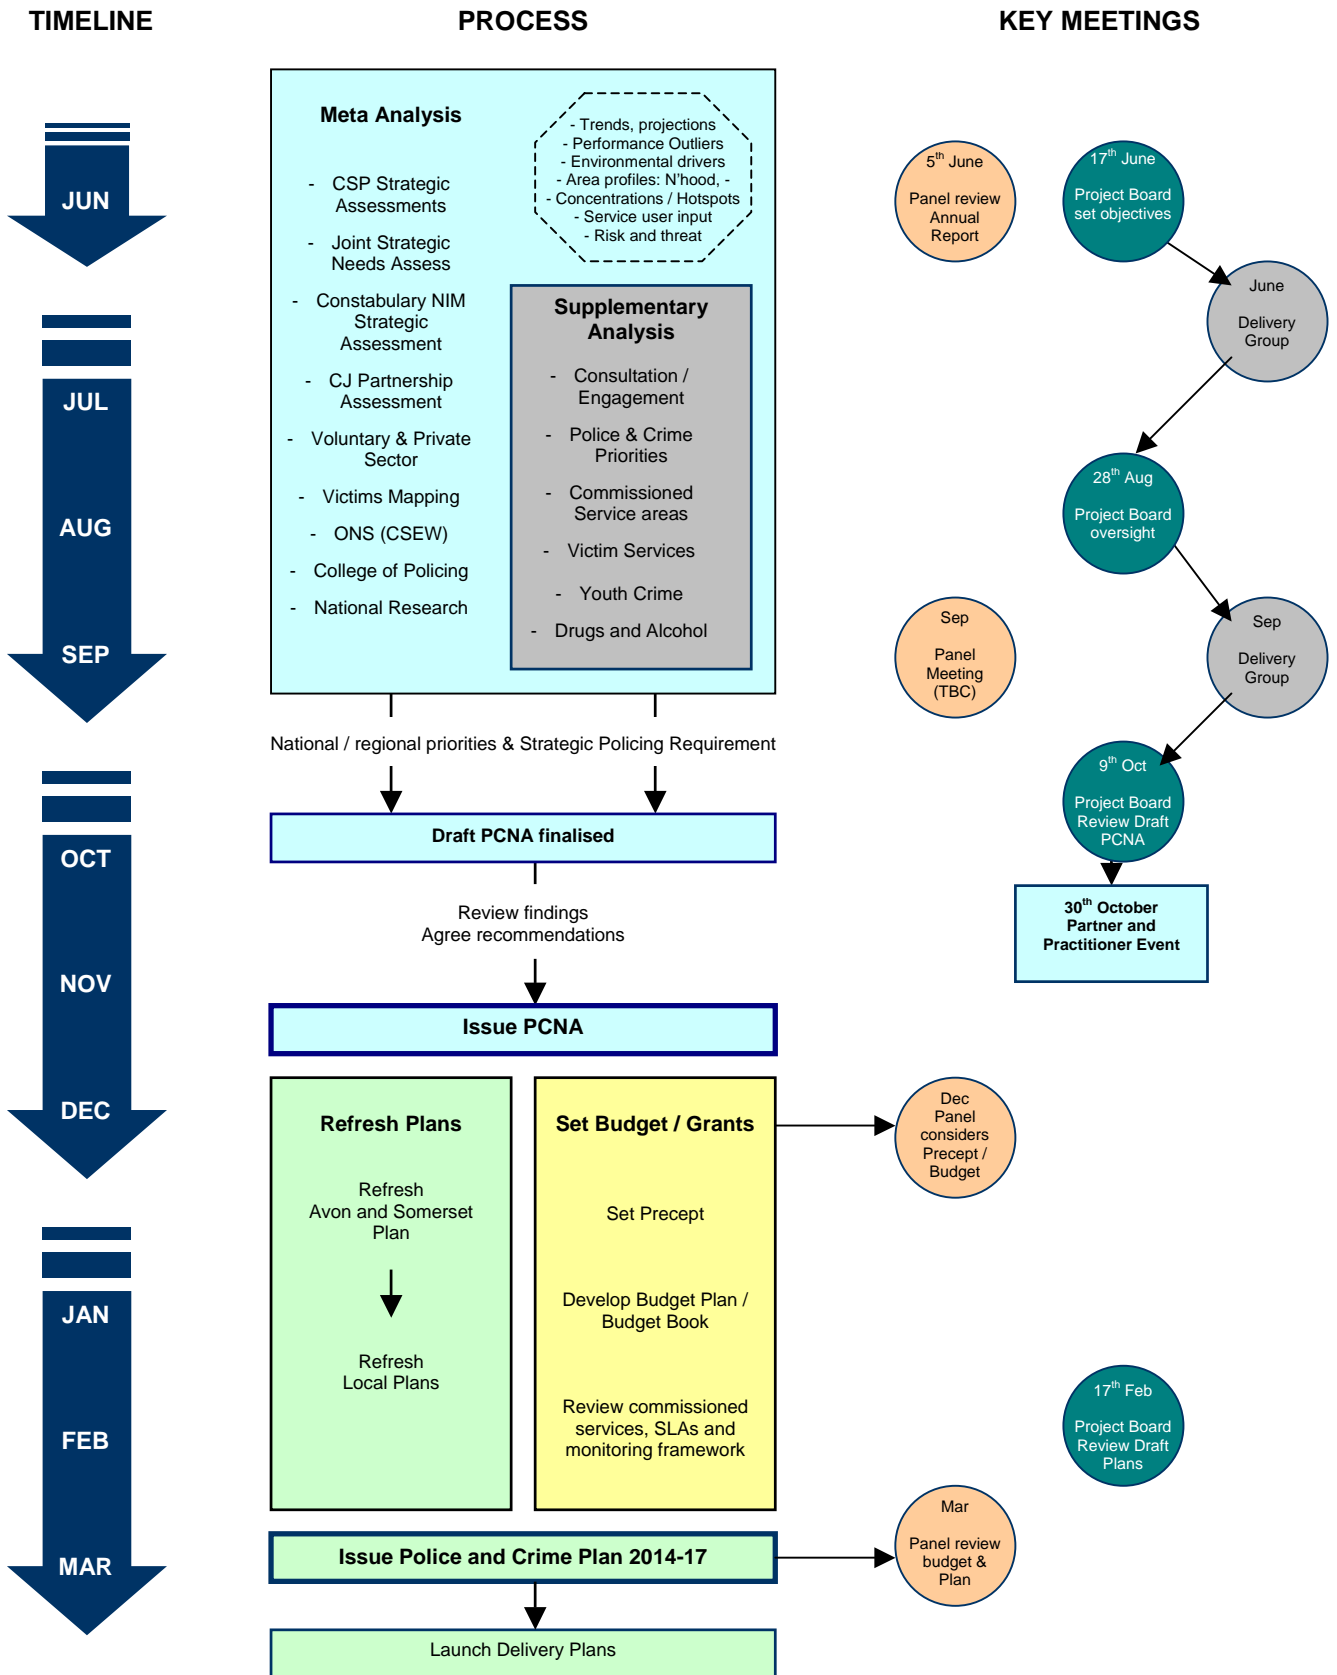 TIMELINE
PROCESS
KEY MEETINGS
JUN
JUL
AUG
SEP
OCT
NOV
DEC
JAN
FEB
MAR
Meta Analysis
- CSP Strategic
Assessments
- Joint Strategic
Needs Assess
- Constabulary NIM
Strategic
Assessment
- CJ Partnership
Assessment
- Voluntary & Private
Sector
- Victims Mapping
- ONS (CSEW)
- College of Policing
- National Research
- Trends, projections
- Performance Outliers
- Environmental drivers
- Area profiles: N'hood, -
- Concentrations / Hotspots
- Service user input
- Risk and threat
Supplementary
Analysis
- Consultation /
Engagement
- Police & Crime
Priorities
- Commissioned
Service areas
- Victim Services
- Youth Crime
- Drugs and Alcohol
National / regional priorities & Strategic Policing Requirement
Draft PCNA finalised
Review findings
Agree recommendations
Issue PCNA
Refresh Plans
Refresh
Avon and Somerset
Plan
Refresh
Local Plans
Set Budget / Grants
Set Precept
Develop Budget Plan /
Budget Book
Review commissioned
services, SLAs and
monitoring framework
Issue Police and Crime Plan 2014-17
Launch Delivery Plans
5th June
Panel review
Annual
Report
17th June
Project Board
set objectives
June
Delivery
Group
28th Aug
Project Board
oversight
Sep
Panel
Meeting
(TBC)
Sep
Delivery
Group
9th Oct
Project Board
Review Draft
PCNA
30th October
Partner and
Practitioner Event
Dec
Panel
considers
Precept /
Budget
17th Feb
Project Board
Review Draft
Plans
Mar
Panel review
budget &
Plan